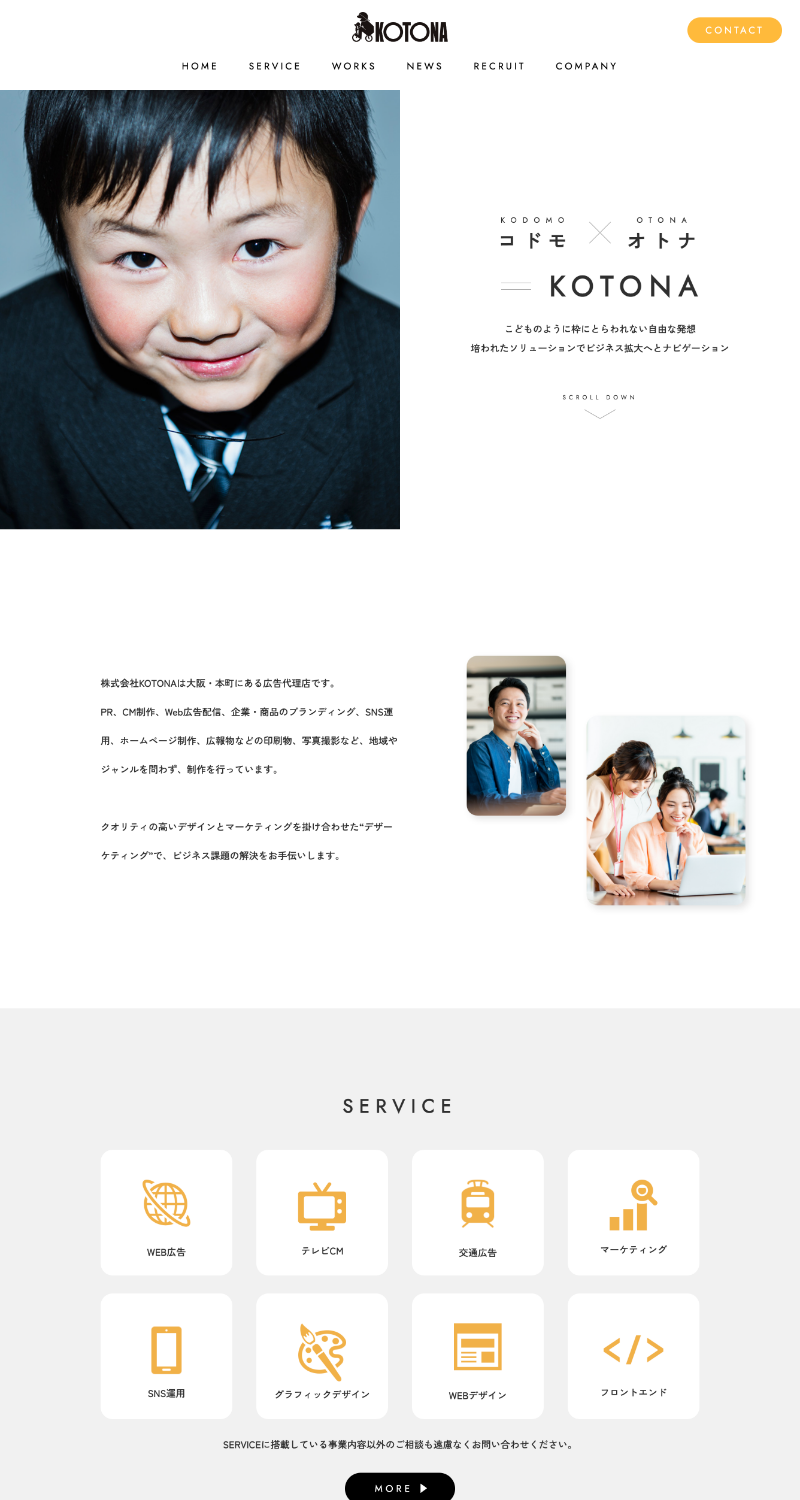 KOTONA
CONTACT
HOME SERVICE WORKS NEWS RECRUIT COMPANY
KODOMO OTONA
コドモ × オトナ
= KOTONA
こどものように枠にとらわれない自由な発想
培われたソリューションでビジネス拡大へとナビゲーション
SCROLL DOWN
株式会社KOTONAは大阪・本町にある広告代理店です。
PR、CM制作、Web広告配信、企業・商品のブランディング、SNS運
用、ホームページ制作、広報物などの印刷物、写真撮影など、地域や
ジャンルを問わず、制作を行っています。
クオリティの高いデザインとマーケティングを掛け合わせた“デザー
ケティング”で、ビジネス課題の解決をお手伝いします。
SERVICE
WEB広告 テレビCM 交通広告 マーケティング
SNS運用 グラフィックデザイン WEBデザイン フロントエンド
SERVICEに搭載している事業内容以外のご相談も遠慮なくお問い合わせください。
MORE